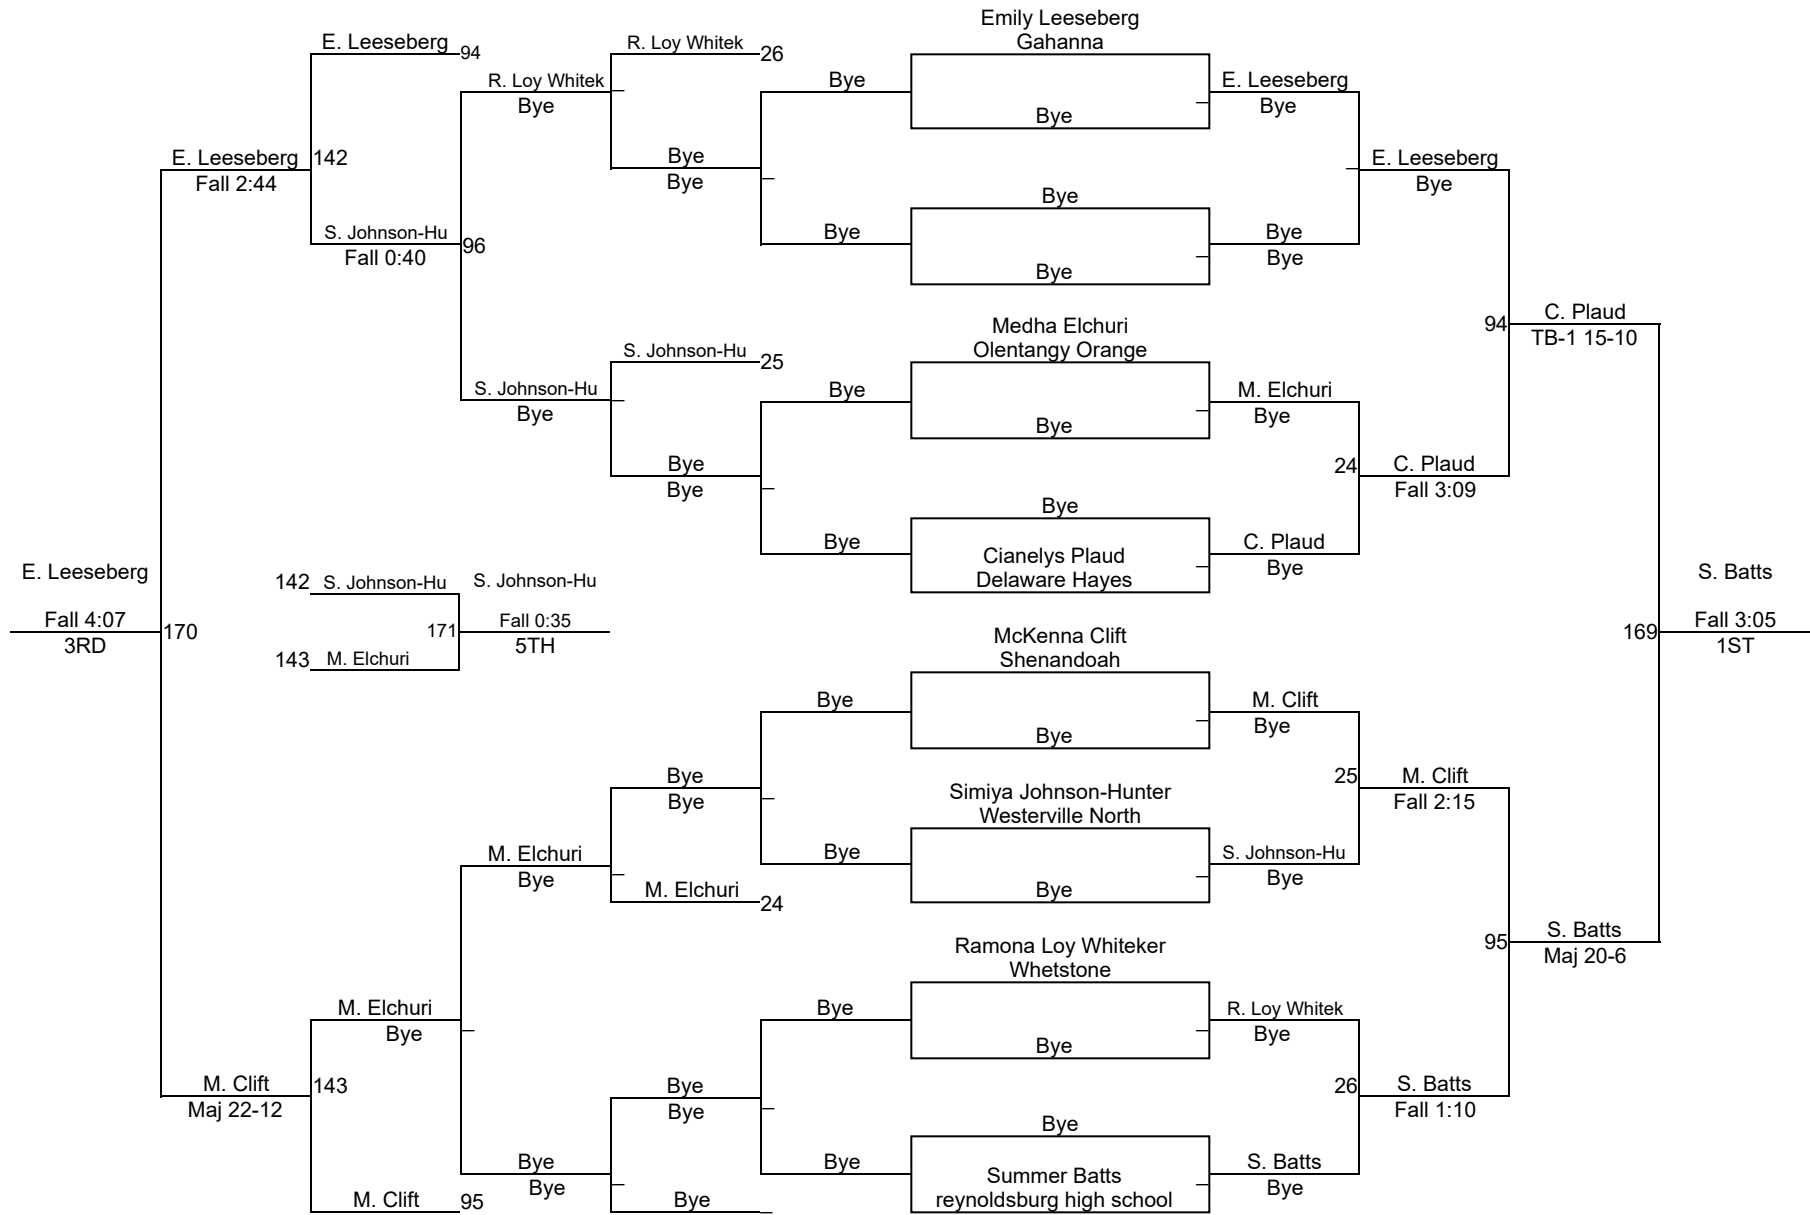 Emily Leeseberg
Gahanna
E. Leeseberg
94
R. Loy Whitek
26
R. Loy Whitek
Bye
Bye
E. Leeseberg
Bye
Bye
E. Leeseberg
Fall 2:44
142
Bye
Bye
E. Leeseberg
Bye
Bye
S. Johnson-Hu
Fall 0:40
96
Bye
Bye
Bye
Bye
C. Plaud
TB-1 15-10
94
Medha Elchuri
Olentangy Orange
S. Johnson-Hu
25
S. Johnson-Hu
Bye
Bye
M. Elchuri
Bye
Bye
Bye
Bye
24
C. Plaud
Fall 3:09
Bye
Bye
Cianelys Plaud
Delaware Hayes
C. Plaud
Bye
E. Leeseberg
Fall 4:07
3RD
170
142
S. Johnson-Hu
S. Johnson-Hu
171
Fall 0:35
5TH
143
M. Elchuri
S. Batts
169
Fall 3:05
1ST
McKenna Clift
Shenandoah
Bye
M. Clift
Bye
Bye
Bye
Bye
25
M. Clift
Fall 2:15
Simiya Johnson-Hunter
Westerville North
M. Elchuri
Bye
Bye
S. Johnson-Hu
Bye
Bye
M. Elchuri
24
95
S. Batts
Maj 20-6
Ramona Loy Whiteker
Whetstone
M. Elchuri
Bye
Bye
R. Loy Whitek
Bye
Bye
M. Clift
Maj 22-12
143
Bye
Bye
26
S. Batts
Fall 1:10
Bye
Bye
Bye
Bye
Summer Batts
reynoldsburg high school
S. Batts
Bye
M. Clift
95
Bye